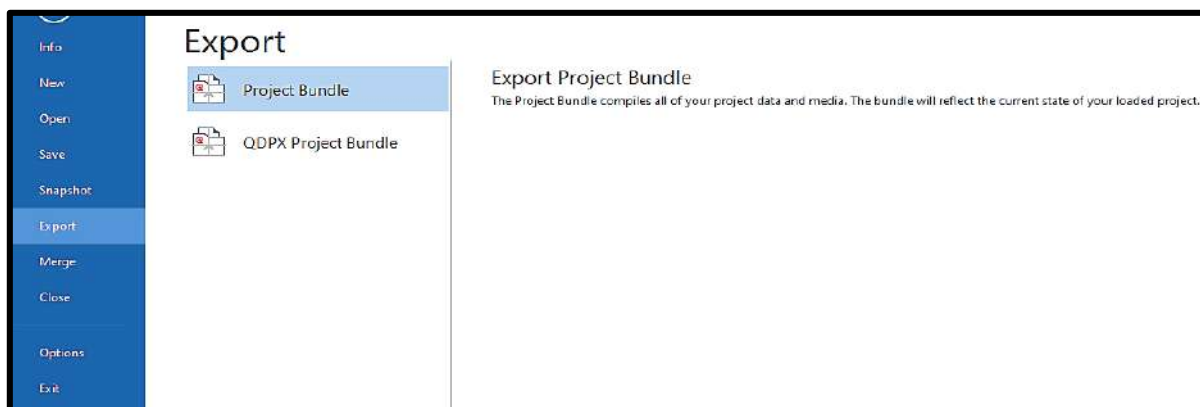 Info
New
Open
Save
Snapshot
Export
Merge
Close
Options
Exit
Export
Project Bundle
QDPX Project Bundle
Export Project Bundle
The Project Bundle compiles all of your project data and media. The bundle will reflect the current state of your loaded project.